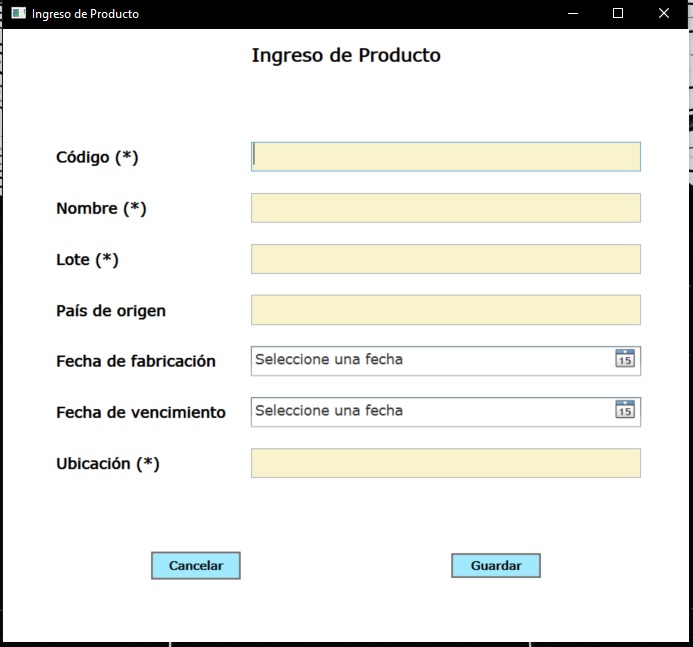 Ingreso de Producto
Ingreso de Producto
Código (*)
Nombre (*)
Lote (*)
País de origen
Fecha de fabricación
Seleccione una fecha
15
Fecha de vencimiento
Seleccione una fecha
15
Ubicación (*)
Cancelar
Guardar